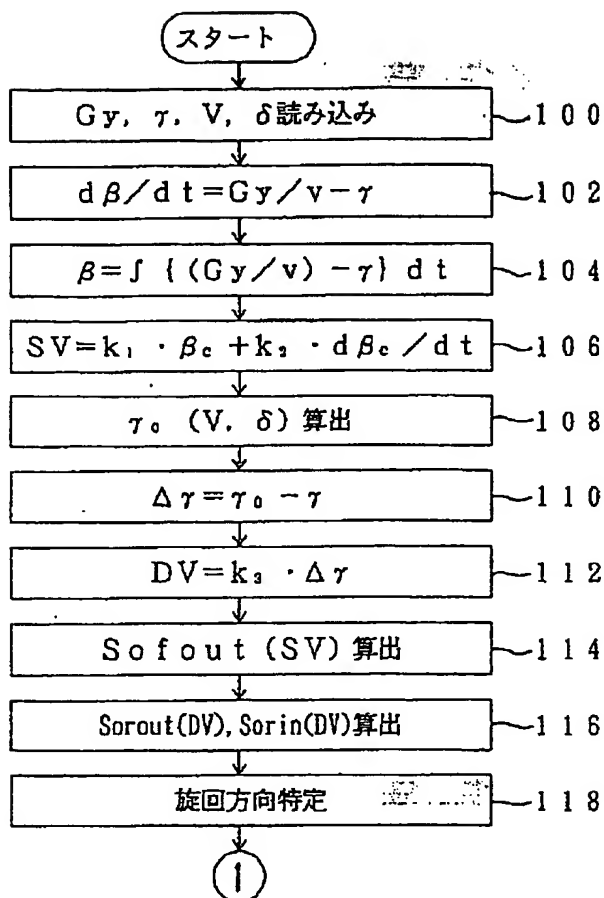 スタート
Gy, γ, V, δ読み込み 100
dβ/dt=Gy/v-γ 102
β=∫{(Gy/v)-γ}dt 104
SV=k₁・β_c+k₂・dβ_c/dt 106
γ₀ (V, δ) 算出 108
Δγ=γ₀-γ 110
DV=k₃・Δγ 112
Sofout (SV) 算出 114
Sorout(DV),Sorin(DV)算出 116
旋回方向特定 118
1